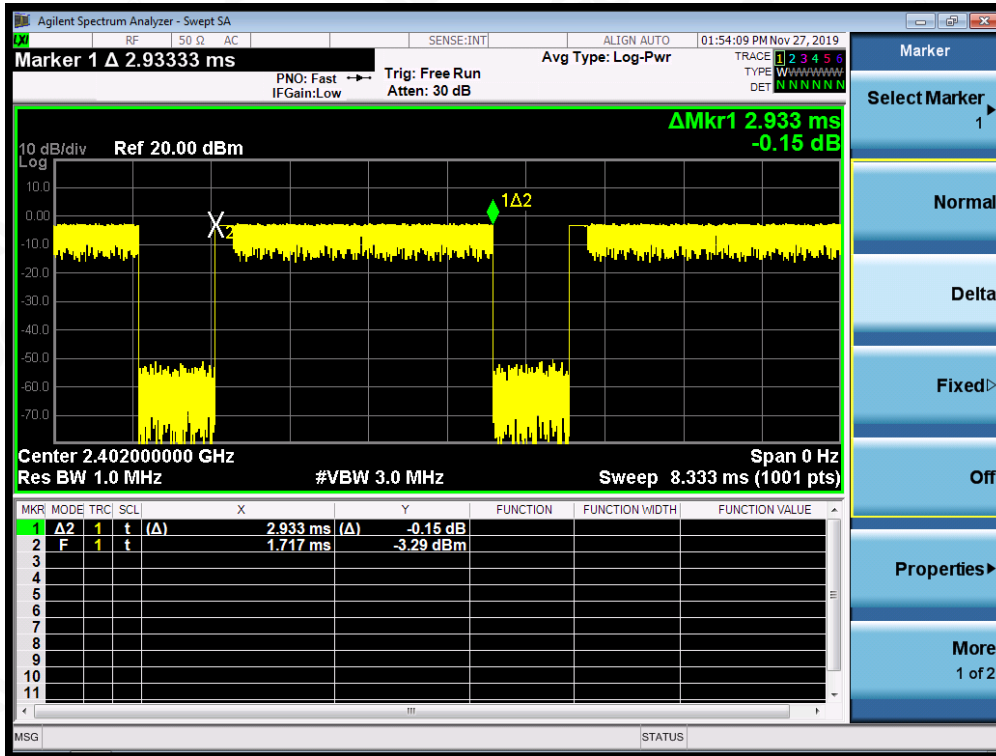 Agilent Spectrum Analyzer - Swept SA
LXI RF 50 Ω AC SENSE:INT ALIGN AUTO 01:54:09 PM Nov 27, 2019
Marker 1 Δ 2.93333 ms
PNO: Fast
IFGain:Low
Trig: Free Run
Atten: 30 dB
Avg Type: Log-Pwr
TRACE 1 2 3 4 5 6
TYPE WWWWWW
DET N N N N N N
ΔMkr1 2.933 ms
-0.15 dB
10 dB/div Ref 20.00 dBm
Log
10.0
0.00
-10.0
-20.0
-30.0
-40.0
-50.0
-60.0
-70.0
1Δ2
2
Center 2.402000000 GHz Span 0 Hz
Res BW 1.0 MHz #VBW 3.0 MHz Sweep 8.333 ms (1001 pts)
MKR MODE TRC SCL X Y FUNCTION FUNCTION WIDTH FUNCTION VALUE
1 Δ2 1 t (Δ) 2.933 ms (Δ) -0.15 dB
2 F 1 t 1.717 ms -3.29 dBm
3
4
5
6
7
8
9
10
11
MSG STATUS
Marker
Select Marker
1
Normal
Delta
Fixed
Off
Properties
More
1 of 2